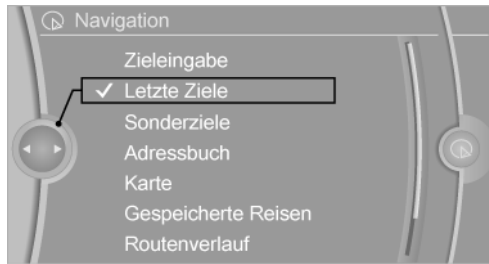 Navigation
Zieleingabe
Letzte Ziele
Sonderziele
Adressbuch
Karte
Gespeicherte Reisen
Routenverlauf